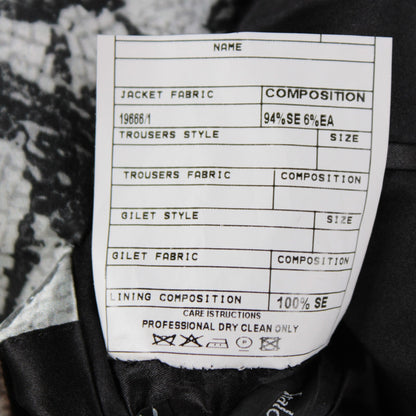 NAME
JACKET FABRIC COMPOSITION
19666/1 94%SE 6%EA
TROUSERS STYLE SIZE
TROUSERS FABRIC COMPOSITION
GILET STYLE SIZE
GILET FABRIC COMPOSITION
LINING COMPOSITION 100% SE
CARE ISTRUCTIONS
PROFESSIONAL DRY CLEAN ONLY
P